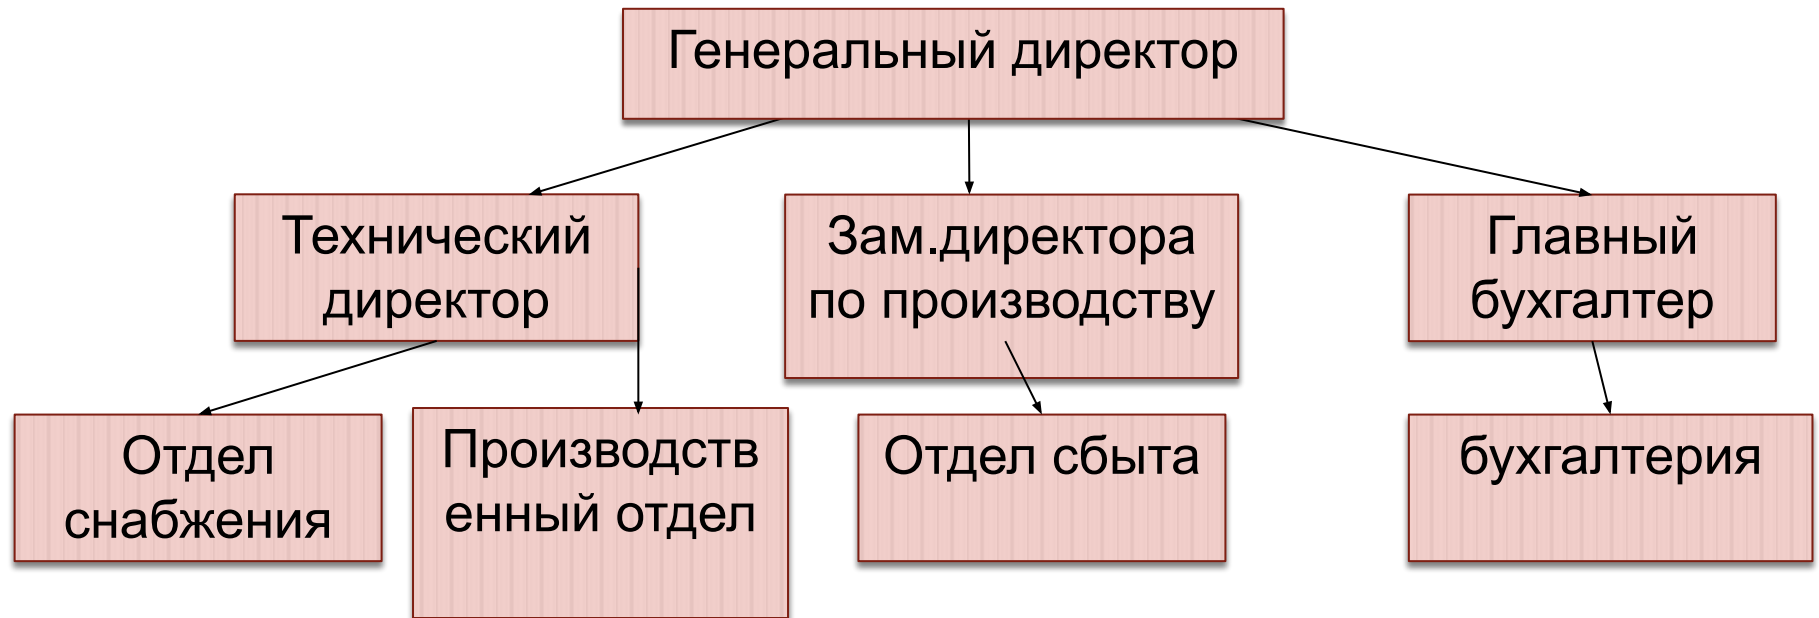 Генеральный директор
Технический
директор
Зам.директора
по производству
Главный
бухгалтер
Отдел
снабжения
Производств
енный отдел
Отдел сбыта
бухгалтерия